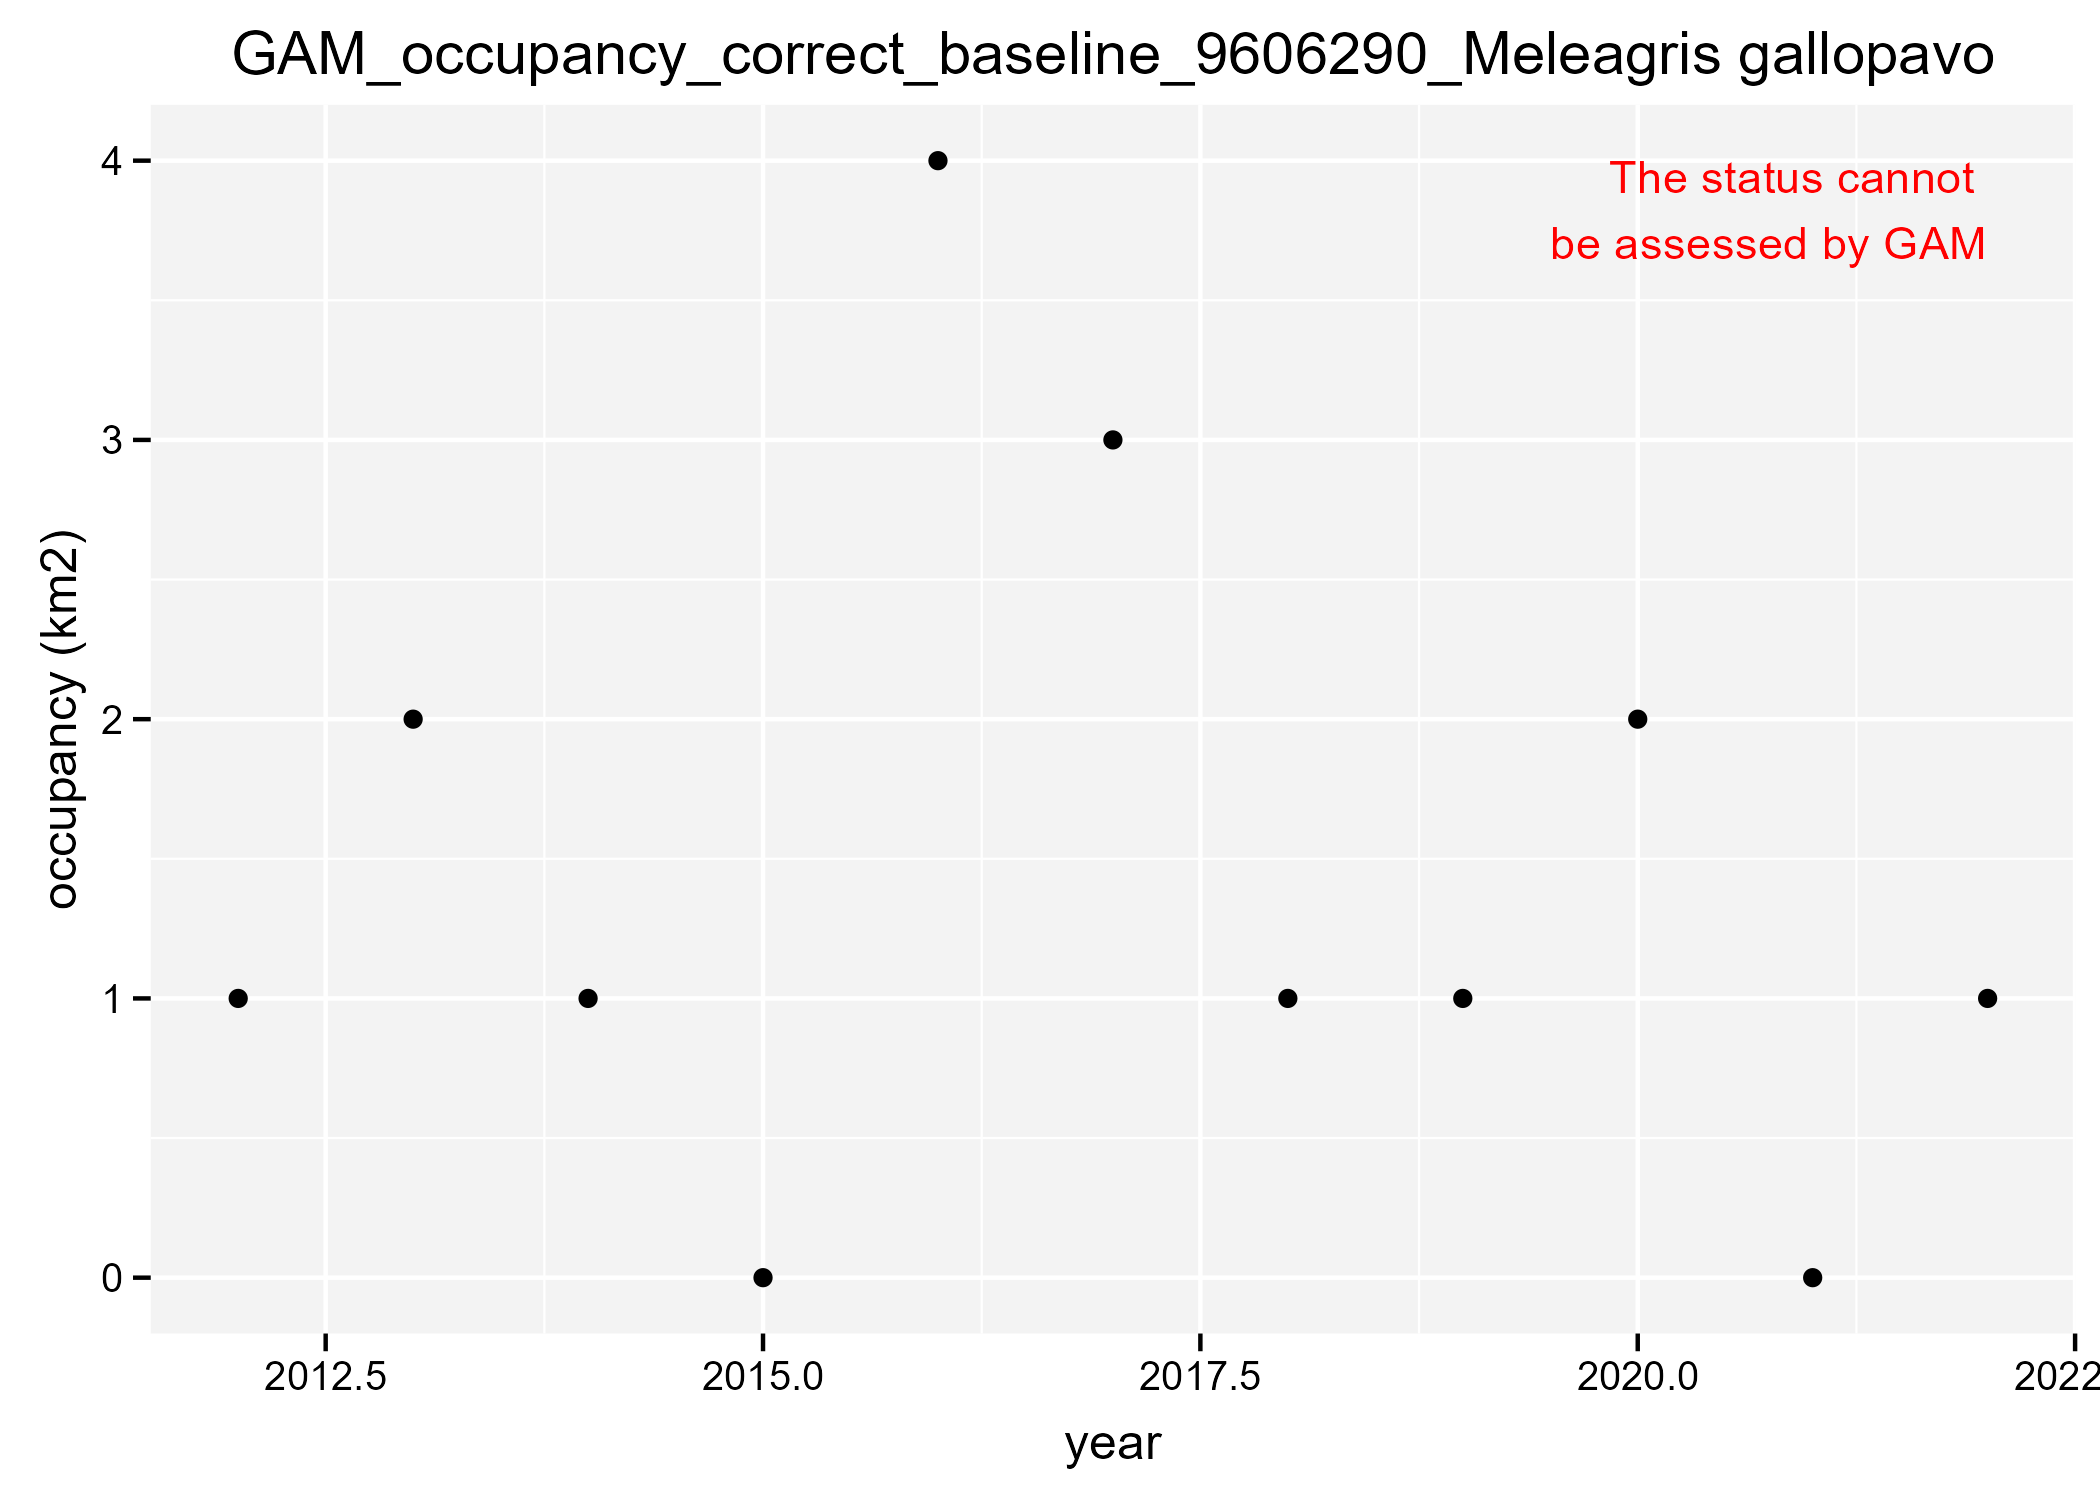 GAM_occupancy_correct_baseline_9606290_Meleagris gallopavo
The status cannot
be assessed by GAM
4
3
2
1
0
occupancy (km2)
2012.5 2015.0 2017.5 2020.0 2022
year